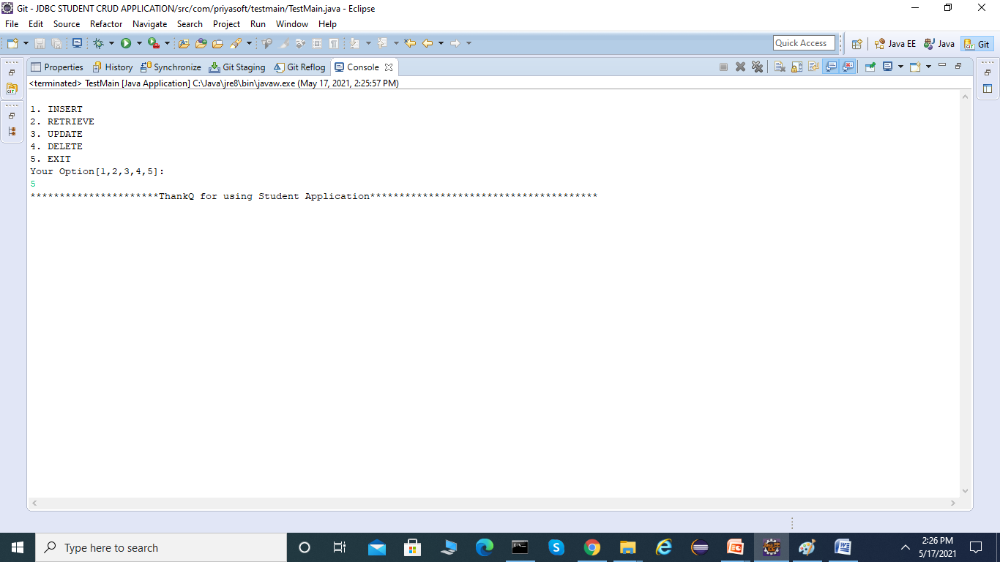 Git - JDBC STUDENT CRUD APPLICATION/src/com/priyasoft/testmain/TestMain.java - Eclipse
File Edit Source Refactor Navigate Search Project Run Window Help
Quick Access Java EE Java Git
Properties History Synchronize Git Staging Git Reflog Console
<terminated> TestMain [Java Application] C:\Java\jre8\bin\javaw.exe (May 17, 2021, 2:25:57 PM)
1. INSERT
2. RETRIEVE
3. UPDATE
4. DELETE
5. EXIT
Your Option[1,2,3,4,5]:
5
**********************ThankQ for using Student Application***************************************
Type here to search
2:26 PM
5/17/2021